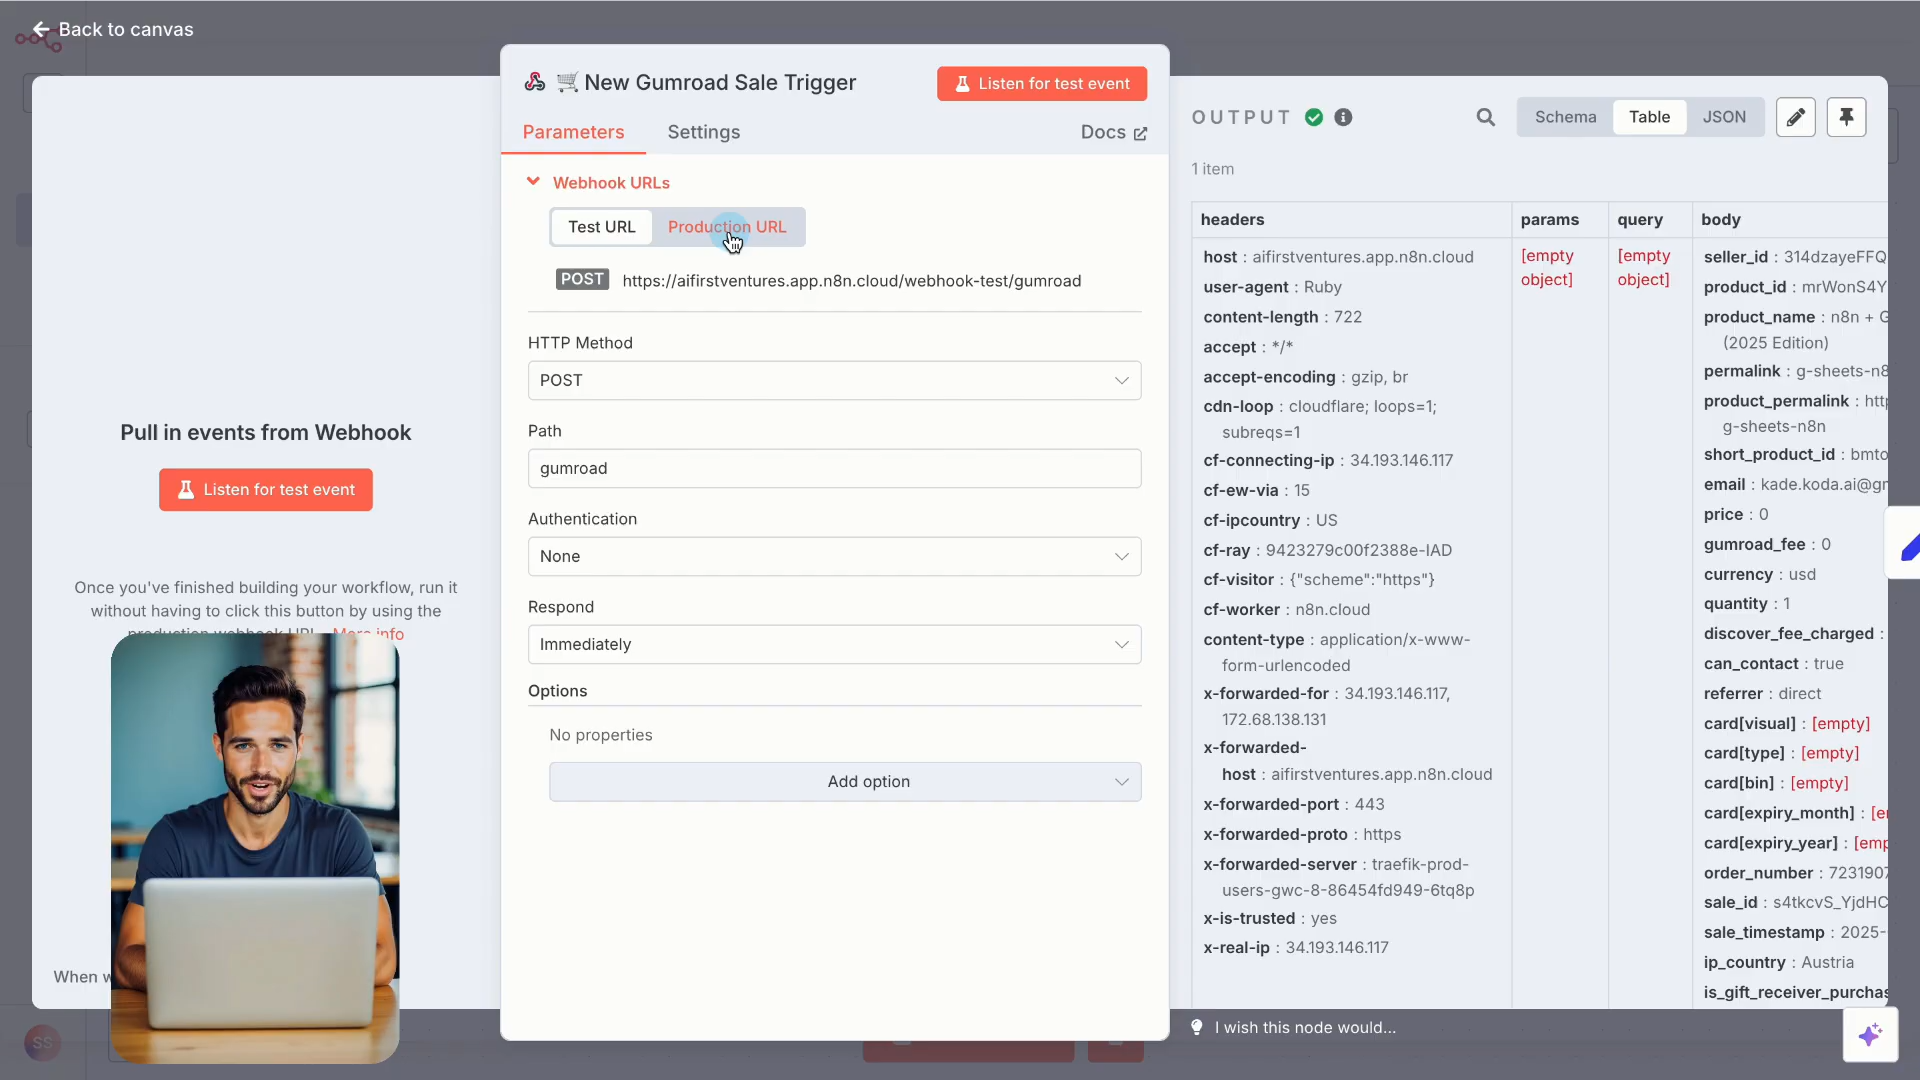 Back to canvas
🛒 New Gumroad Sale Trigger
Listen for test event
Parameters
Settings
Docs
Webhook URLs
Test URL
Production URL
POST
https://aifirstventures.app.n8n.cloud/webhook-test/gumroad
HTTP Method
POST
Path
gumroad
Authentication
None
Respond
Immediately
Options
No properties
Add option
Pull in events from Webhook
Listen for test event
Once you've finished building your workflow, run it
without having to click this button by using the
production webhook URL. More info
When w
SS
OUTPUT
Schema
Table
JSON
1 item
headers
params
query
body
host : aifirstventures.app.n8n.cloud
user-agent : Ruby
content-length : 722
accept : */*
accept-encoding : gzip, br
cdn-loop : cloudflare; loops=1;
subreqs=1
cf-connecting-ip : 34.193.146.117
cf-ew-via : 15
cf-ipcountry : US
cf-ray : 9423279c00f2388e-IAD
cf-visitor : {"scheme":"https"}
cf-worker : n8n.cloud
content-type : application/x-www-
form-urlencoded
x-forwarded-for : 34.193.146.117,
172.68.138.131
x-forwarded-
host : aifirstventures.app.n8n.cloud
x-forwarded-port : 443
x-forwarded-proto : https
x-forwarded-server : traefik-prod-
users-gwc-8-86454fd949-6tq8p
x-is-trusted : yes
x-real-ip : 34.193.146.117
[empty
object]
[empty
object]
seller_id : 314dzayeFFQ
product_id : mrWonS4Y
product_name : n8n + G
(2025 Edition)
permalink : g-sheets-n8
product_permalink : http
g-sheets-n8n
short_product_id : bmto
email : kade.koda.ai@gr
price : 0
gumroad_fee : 0
currency : usd
quantity : 1
discover_fee_charged :
can_contact : true
referrer : direct
card[visual] : [empty]
card[type] : [empty]
card[bin] : [empty]
card[expiry_month] : [e
card[expiry_year] : [emp
order_number : 7231907
sale_id : s4tkcvS_YjdHC
sale_timestamp : 2025-
ip_country : Austria
is_gift_receiver_purchas
I wish this node would...